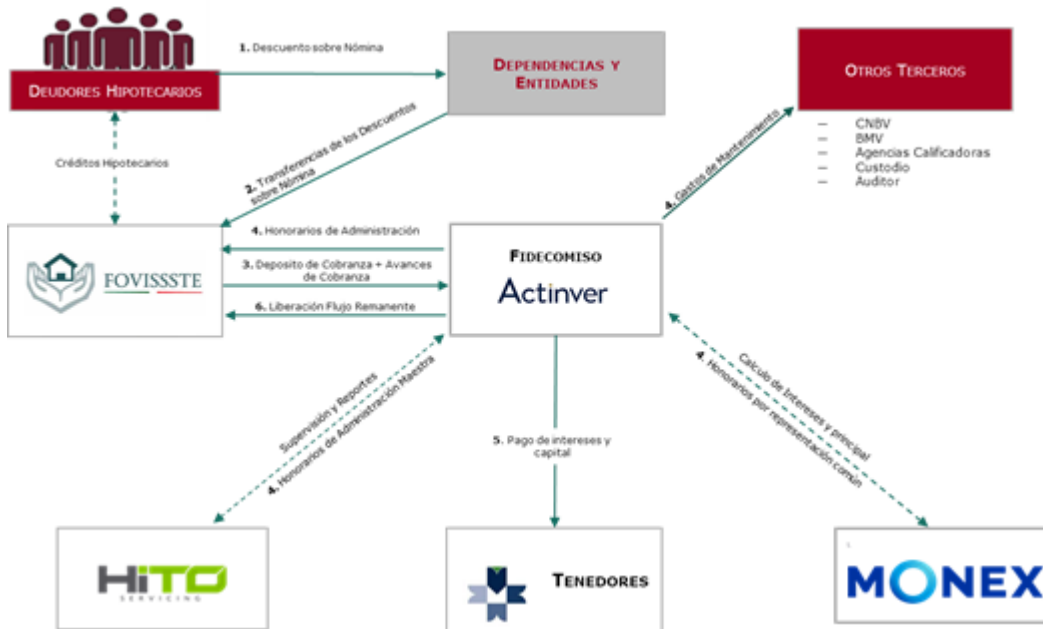 1. Descuento sobre Nómina
DEUDORES HIPOTECARIOS
DEPENDENCIAS Y
ENTIDADES
OTROS TERCEROS
— CNBV
— BMV
— Agencias Calificadoras
— Custodio
— Auditor
Créditos Hipotecarios
2. Transferencias de los Descuentos
sobre Nómina
4. Gastos de Mantenimiento
FOVISSSTE
4. Honorarios de Administración
3. Deposito de Cobranza + Avances
de Cobranza
6. Liberación Flujo Remanente
FIDECOMISO
Actinver
Supervisión y Reportes
4. Honorarios de Administración Maestra
5. Pago de intereses y
capital
Calculo de Intereses y principal
4. Honorarios por representación común
HiTO
SERVICING
TENEDORES
MONEX